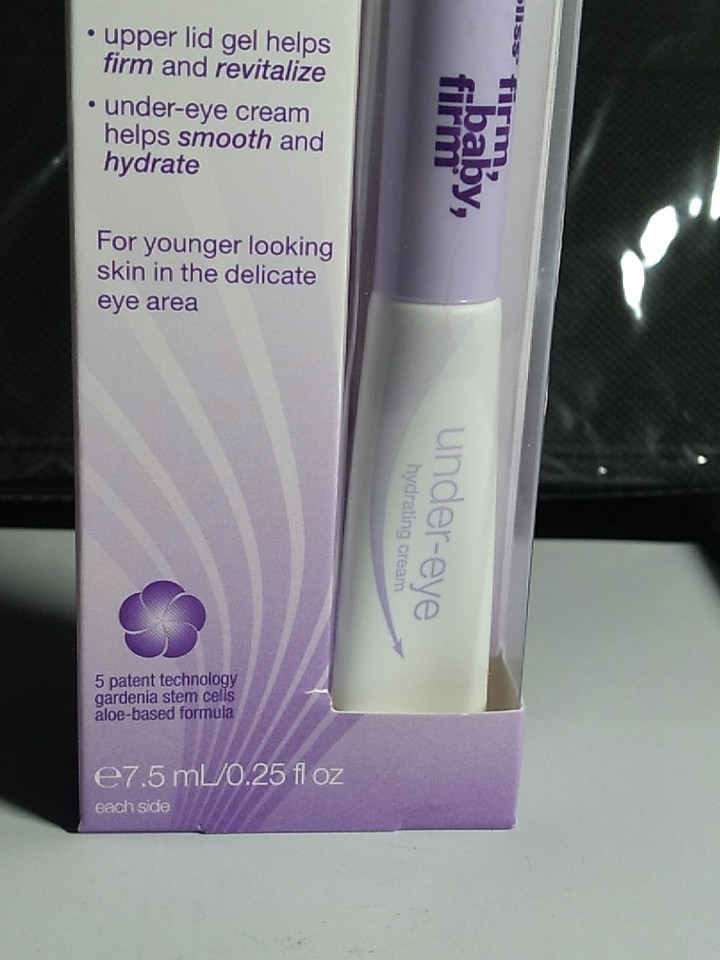 • upper lid gel helps
firm and revitalize
• under-eye cream
helps smooth and
hydrate
For younger looking
skin in the delicate
eye area
5 patent technology
gardenia stem cells
aloe-based formula
℮7.5 mL/0.25 fl oz
each side
bliss® firm,
baby,
firm™
under-eye
hydrating cream